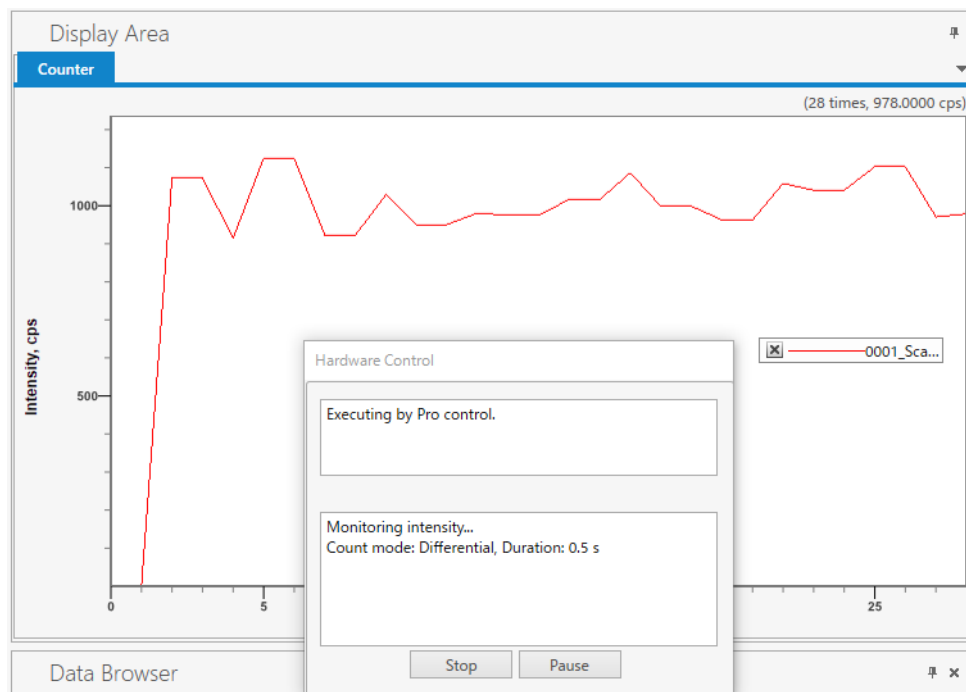 Display Area
Counter
(28 times, 978.0000 cps)
Intensity, cps
1000
500
0
5
25
0001_Sca...
Hardware Control
Executing by Pro control.
Monitoring intensity...
Count mode: Differential, Duration: 0.5 s
Stop
Pause
Data Browser